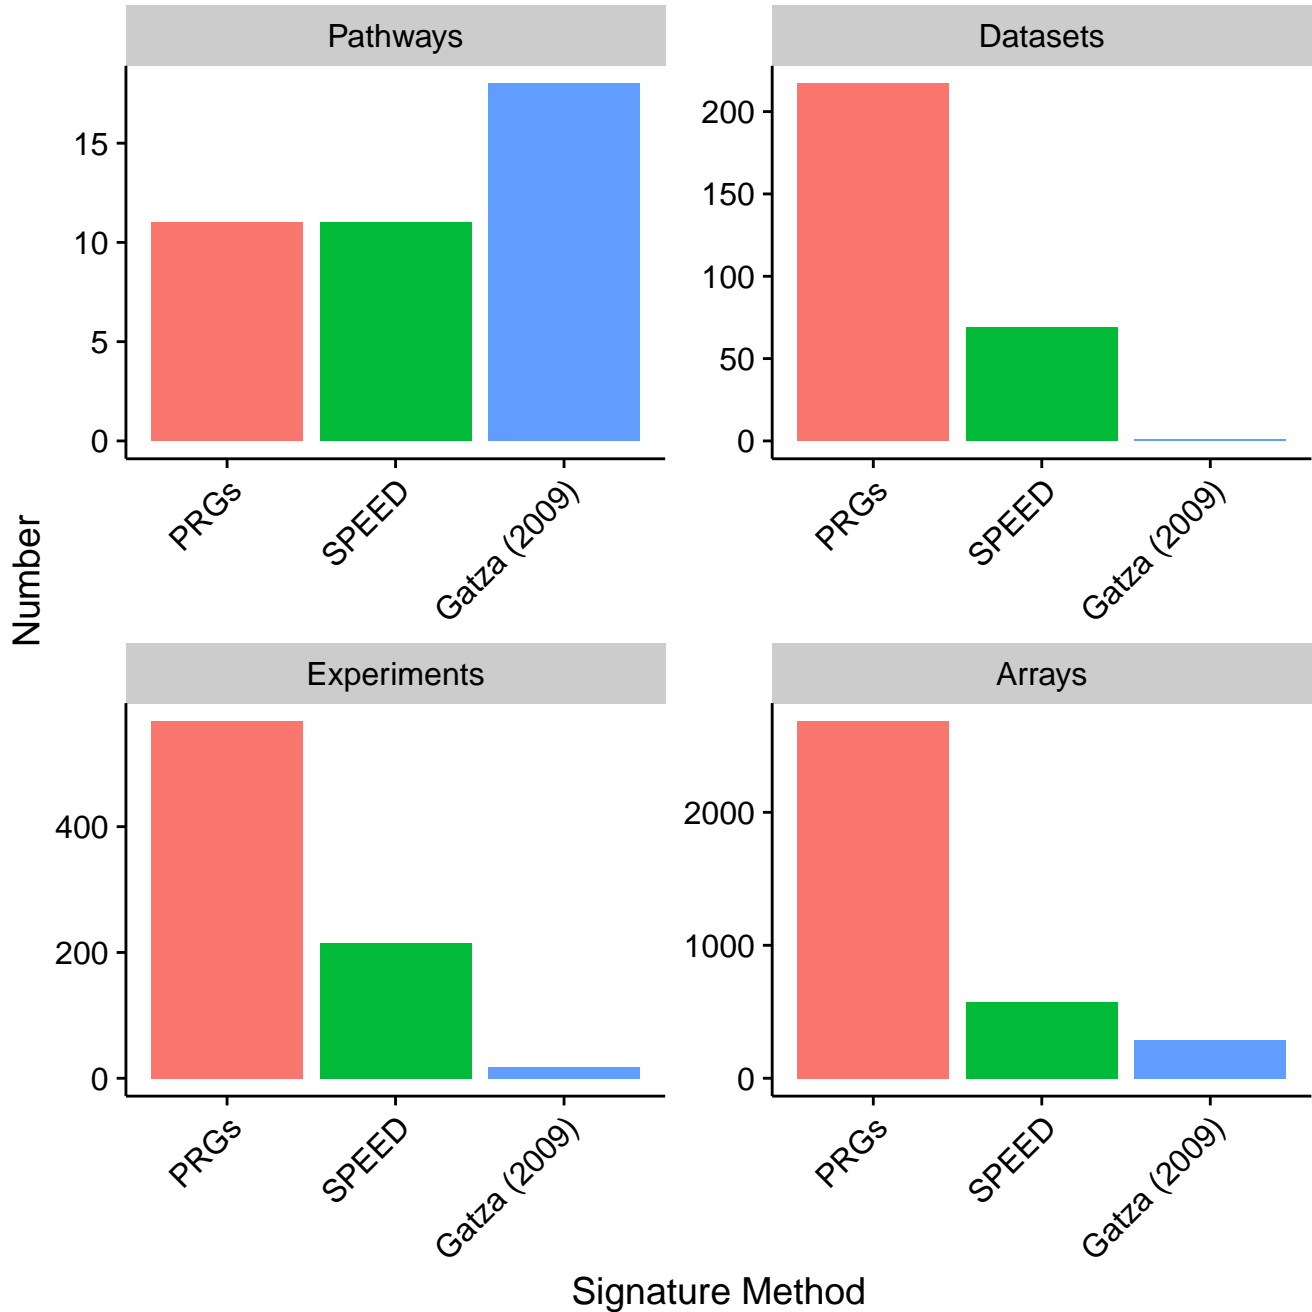 Pathways
Datasets
15
10
5
0
200
150
100
50
0
PRGs
SPEED
Gatza (2009)
PRGs
SPEED
Gatza (2009)
Number
Experiments
Arrays
400
200
0
2000
1000
0
PRGs
SPEED
Gatza (2009)
PRGs
SPEED
Gatza (2009)
Signature Method